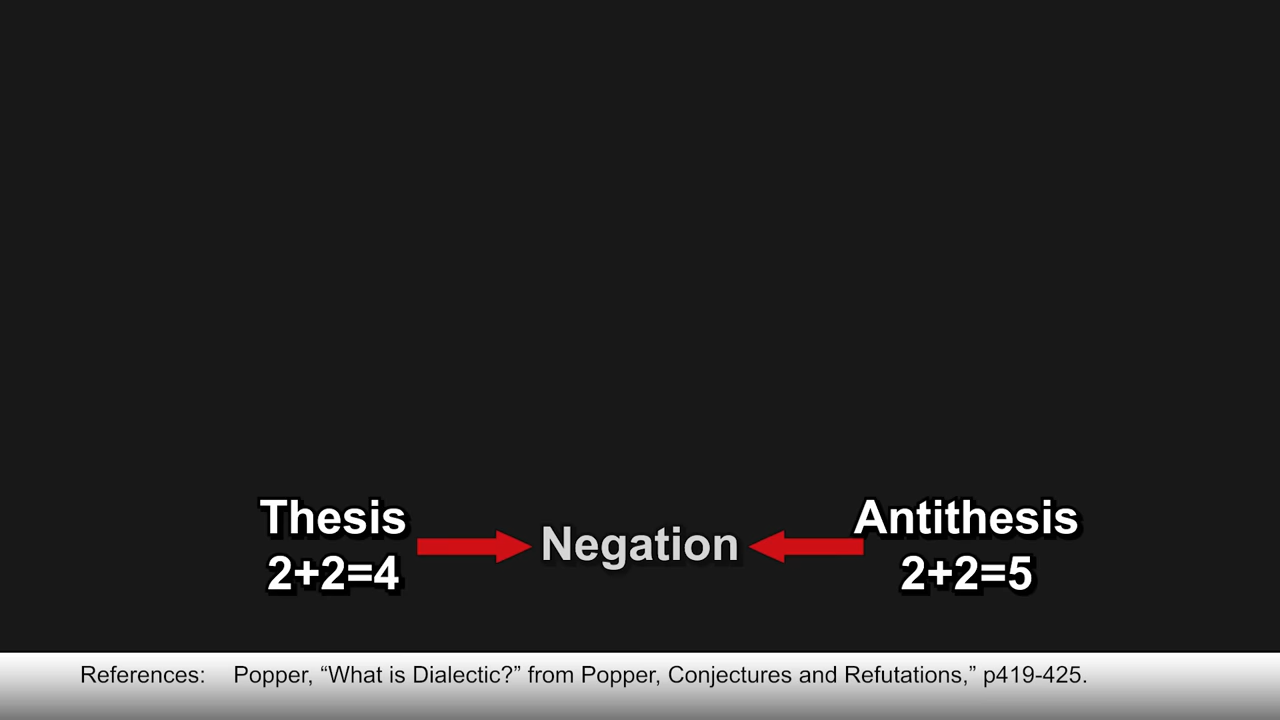 Thesis
2+2=4
Negation
Antithesis
2+2=5
References: Popper, “What is Dialectic?” from Popper, Conjectures and Refutations,” p419-425.